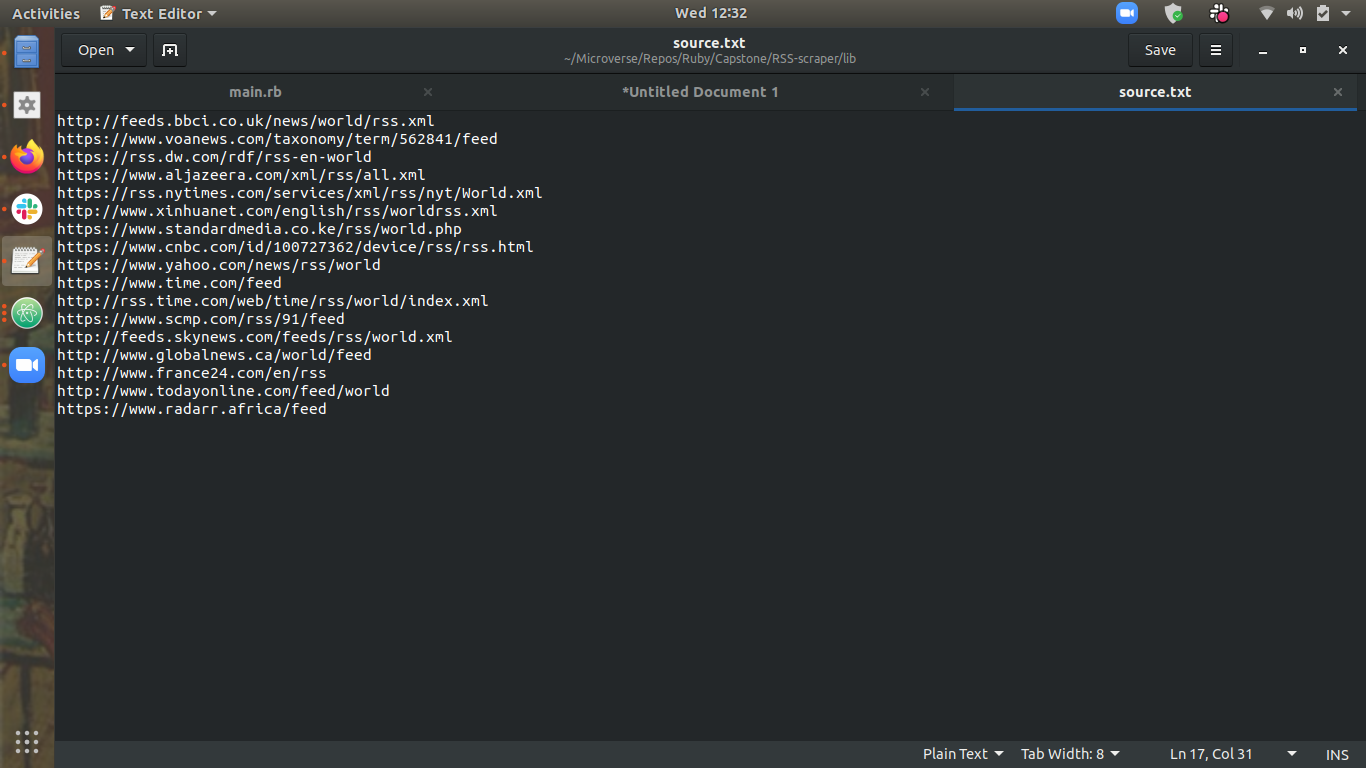 Activities Text Editor Wed 12:32
Open source.txt Save
~/Microverse/Repos/Ruby/Capstone/RSS-scraper/lib
main.rb *Untitled Document 1 source.txt
http://feeds.bbci.co.uk/news/world/rss.xml
https://www.voanews.com/taxonomy/term/562841/feed
https://rss.dw.com/rdf/rss-en-world
https://www.aljazeera.com/xml/rss/all.xml
https://rss.nytimes.com/services/xml/rss/nyt/World.xml
http://www.xinhuanet.com/english/rss/worldrss.xml
https://www.standardmedia.co.ke/rss/world.php
https://www.cnbc.com/id/100727362/device/rss/rss.html
https://www.yahoo.com/news/rss/world
https://www.time.com/feed
http://rss.time.com/web/time/rss/world/index.xml
https://www.scmp.com/rss/91/feed
http://feeds.skynews.com/feeds/rss/world.xml
http://www.globalnews.ca/world/feed
http://www.france24.com/en/rss
http://www.todayonline.com/feed/world
https://www.radarr.africa/feed
Plain Text Tab Width: 8 Ln 17, Col 31 INS